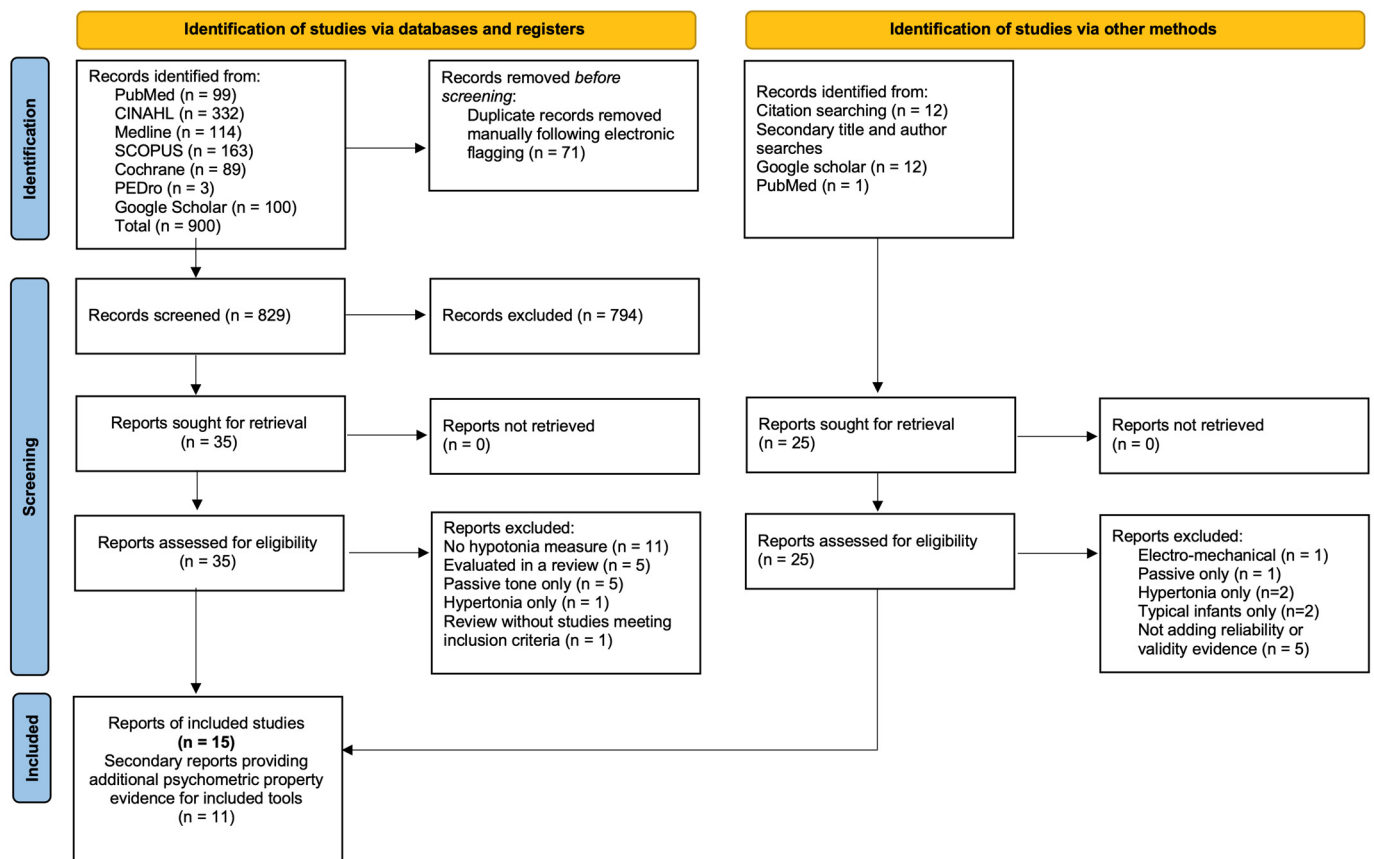 Identification of studies via databases and registers
Identification of studies via other methods
Identification
Records identified from:
PubMed (n = 99)
CINAHL (n = 332)
Medline (n = 114)
SCOPUS (n = 163)
Cochrane (n = 89)
PEDro (n = 3)
Google Scholar (n = 100)
Total (n = 900)
Records removed before
screening:
Duplicate records removed
manually following electronic
flagging (n = 71)
Records identified from:
Citation searching (n = 12)
Secondary title and author
searches
Google scholar (n = 12)
PubMed (n = 1)
Screening
Records screened (n = 829)
Records excluded (n = 794)
Reports sought for retrieval
(n = 35)
Reports not retrieved
(n = 0)
Reports sought for retrieval
(n = 25)
Reports not retrieved
(n = 0)
Reports assessed for eligibility
(n = 35)
Reports excluded:
No hypotonia measure (n = 11)
Evaluated in a review (n = 5)
Passive tone only (n = 5)
Hypertonia only (n = 1)
Review without studies meeting
inclusion criteria (n = 1)
Reports assessed for eligibility
(n = 25)
Reports excluded:
Electro-mechanical (n = 1)
Passive only (n = 1)
Hypertonia only (n=2)
Typical infants only (n=2)
Not adding reliability or
validity evidence (n = 5)
Included
Reports of included studies
(n = 15)
Secondary reports providing
additional psychometric property
evidence for included tools
(n = 11)